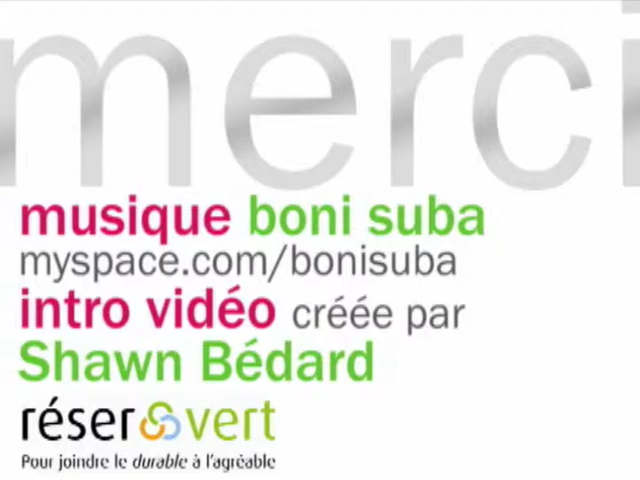 merci
musique boni suba
myspace.com/bonisuba
intro vidéo créée par
Shawn Bédard
réser vert
Pour joindre le durable à l'agréable